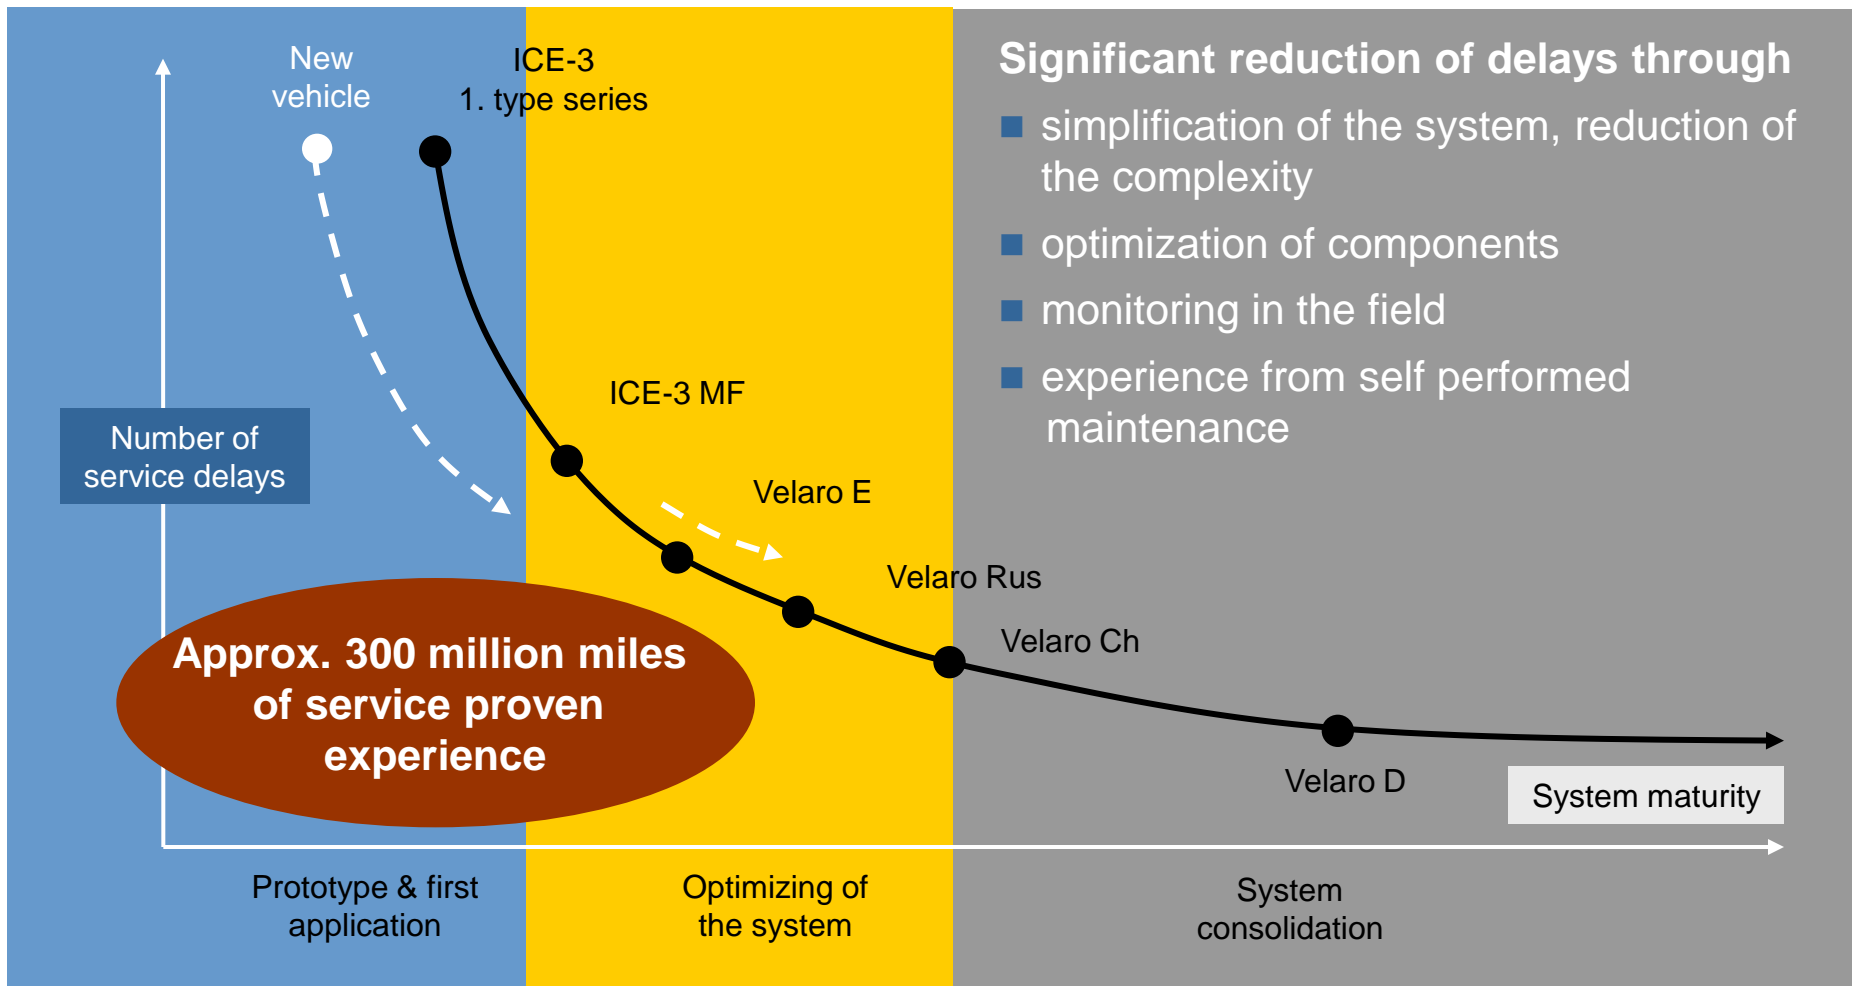 New
vehicle
ICE-3
1. type series
Significant reduction of delays through
simplification of the system, reduction of
the complexity
optimization of components
monitoring in the field
experience from self performed
maintenance
ICE-3 MF
Number of
service delays
Velaro E
Velaro Rus
Velaro Ch
Approx. 300 million miles
of service proven
experience
Velaro D
System maturity
Prototype & first
application
Optimizing of
the system
System
consolidation